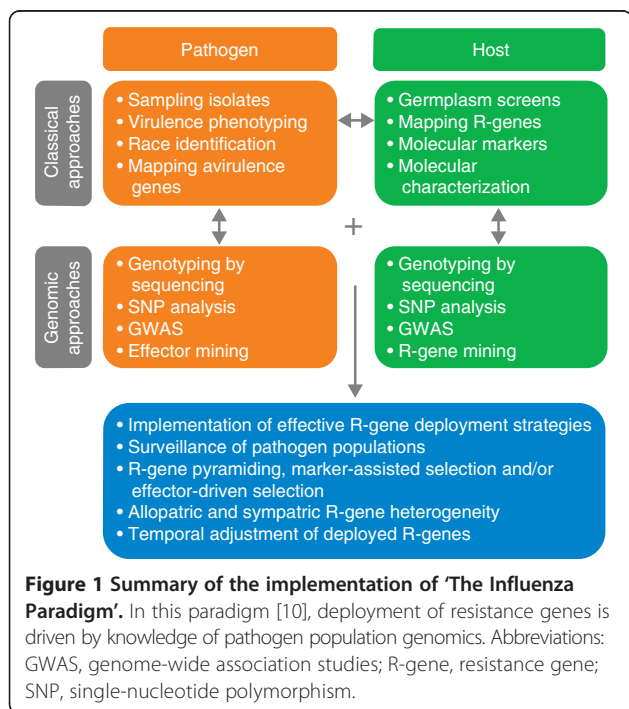 Pathogen
Host
Classical
approaches
• Sampling isolates
• Virulence phenotyping
• Race identification
• Mapping avirulence
genes
• Germplasm screens
• Mapping R-genes
• Molecular markers
• Molecular
characterization
+
Genomic
approaches
• Genotyping by
sequencing
• SNP analysis
• GWAS
• Effector mining
• Genotyping by
sequencing
• SNP analysis
• GWAS
• R-gene mining
• Implementation of effective R-gene deployment strategies
• Surveillance of pathogen populations
• R-gene pyramiding, marker-assisted selection and/or
effector-driven selection
• Allopatric and sympatric R-gene heterogeneity
• Temporal adjustment of deployed R-genes
Figure 1 Summary of the implementation of ‘The Influenza
Paradigm’. In this paradigm [10], deployment of resistance genes is
driven by knowledge of pathogen population genomics. Abbreviations:
GWAS, genome-wide association studies; R-gene, resistance gene;
SNP, single-nucleotide polymorphism.